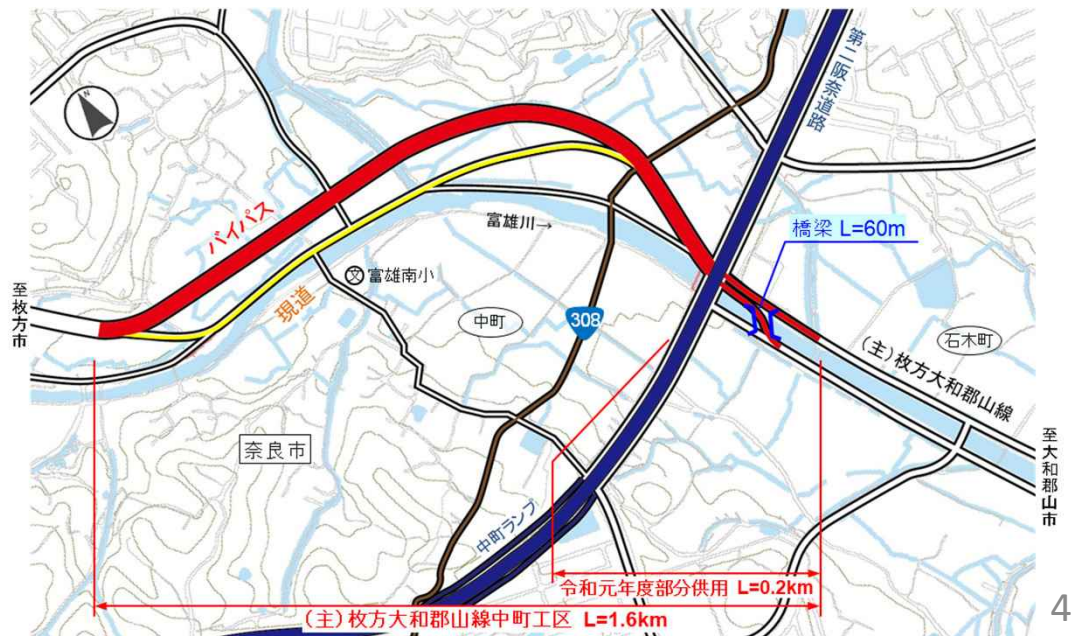 N
第二阪奈道路
バイパス
富雄川→
橋梁 L=60m
至枚方市
文 富雄南小
現道
中町
308
石木町
(主)枚方大和郡山線
奈良市
至大和郡山市
中町ランプ
令和元年度部分供用 L=0.2km
(主)枚方大和郡山線中町工区 L=1.6km
4